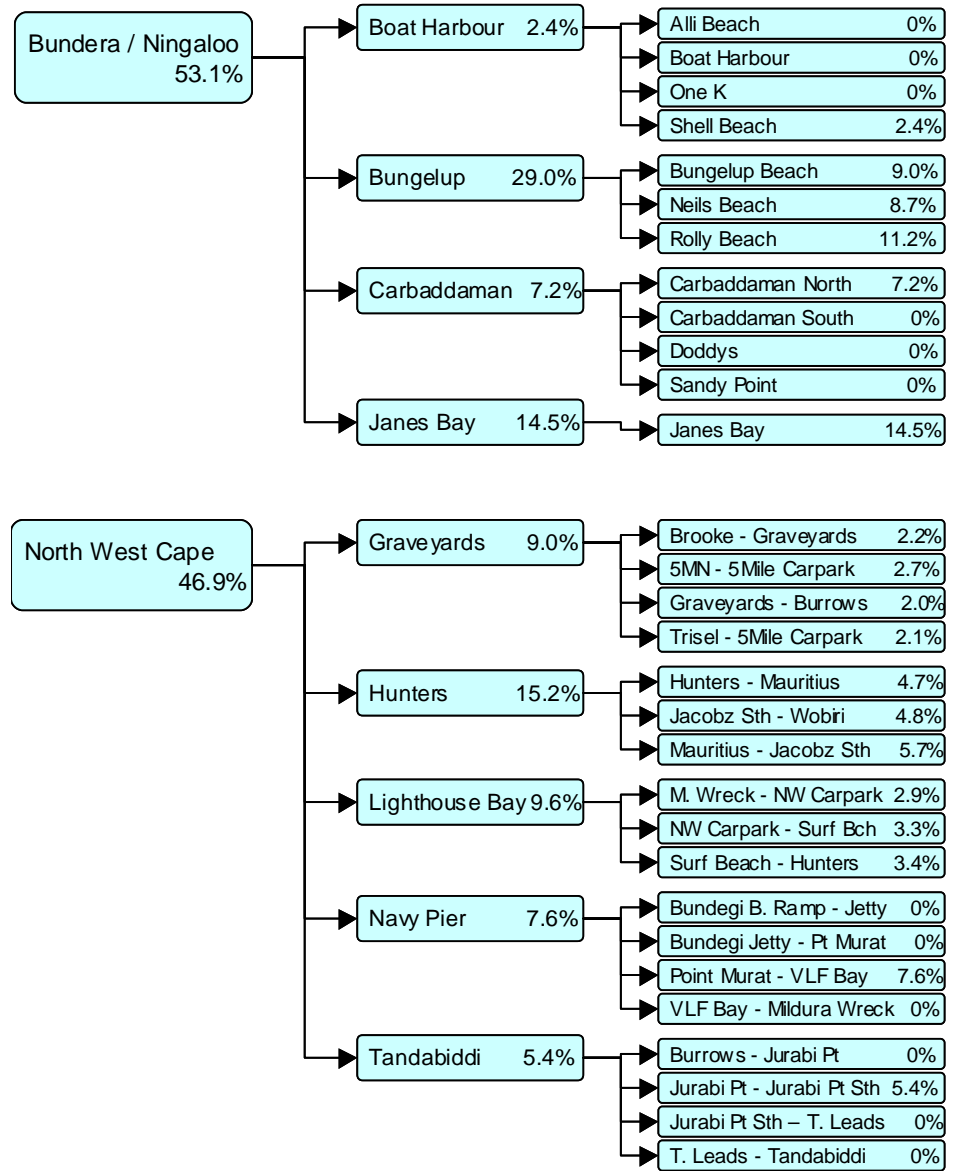 Bundera / Ningaloo
53.1%
Boat Harbour 2.4%
Alli Beach 0%
Boat Harbour 0%
One K 0%
Shell Beach 2.4%
Bungelup 29.0%
Bungelup Beach 9.0%
Neils Beach 8.7%
Rolly Beach 11.2%
Carbaddaman 7.2%
Carbaddaman North 7.2%
Carbaddaman South 0%
Doddys 0%
Sandy Point 0%
Janes Bay 14.5%
Janes Bay 14.5%
North West Cape
46.9%
Graveyards 9.0%
Brooke - Graveyards 2.2%
5MN - 5Mile Carpark 2.7%
Graveyards - Burrows 2.0%
Trisel - 5Mile Carpark 2.1%
Hunters 15.2%
Hunters - Mauritius 4.7%
Jacobz Sth - Wobiri 4.8%
Mauritius - Jacobz Sth 5.7%
Lighthouse Bay 9.6%
M. Wreck - NW Carpark 2.9%
NW Carpark - Surf Bch 3.3%
Surf Beach - Hunters 3.4%
Navy Pier 7.6%
Bundegi B. Ramp - Jetty 0%
Bundegi Jetty - Pt Murat 0%
Point Murat - VLF Bay 7.6%
VLF Bay - Mildura Wreck 0%
Tandabiddi 5.4%
Burrows - Jurabi Pt 0%
Jurabi Pt - Jurabi Pt Sth 5.4%
Jurabi Pt Sth – T. Leads 0%
T. Leads - Tandabiddi 0%